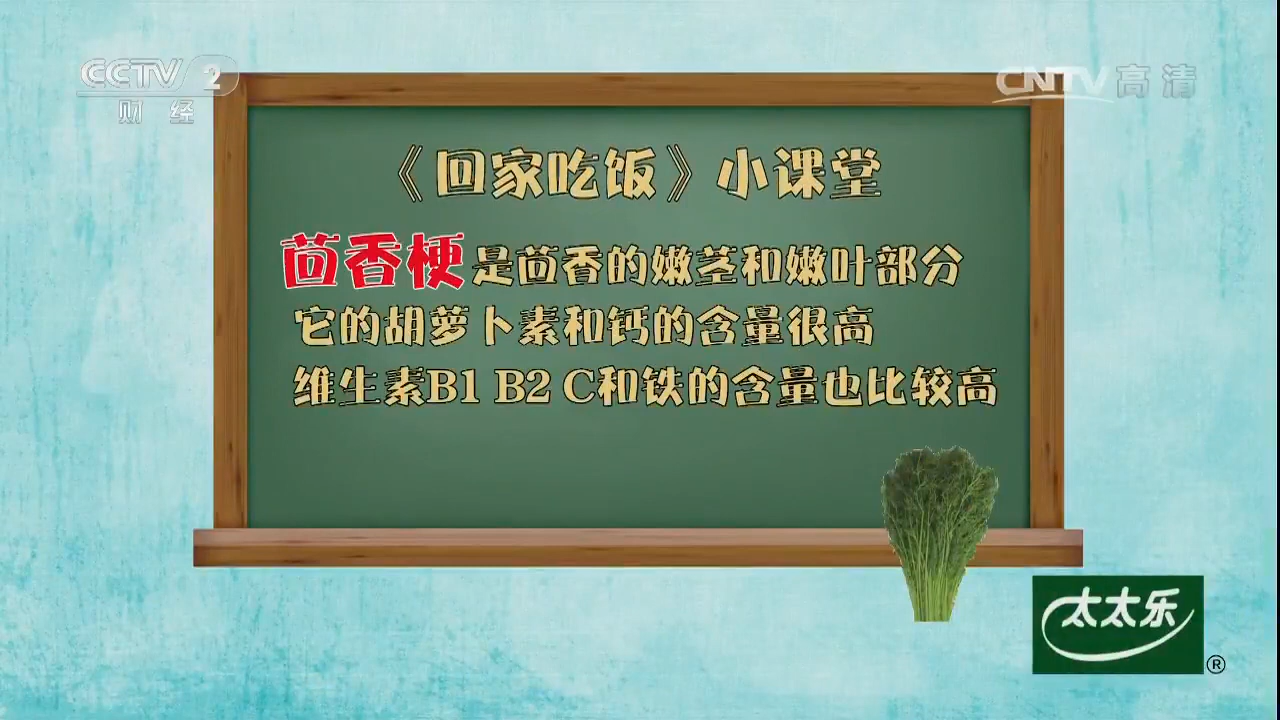 CCTV 2
财经
CNTV高清
《回家吃饭》小课堂
茴香梗是茴香的嫩茎和嫩叶部分
它的胡萝卜素和钙的含量很高
维生素B1 B2 C和铁的含量也比较高
太太乐
®